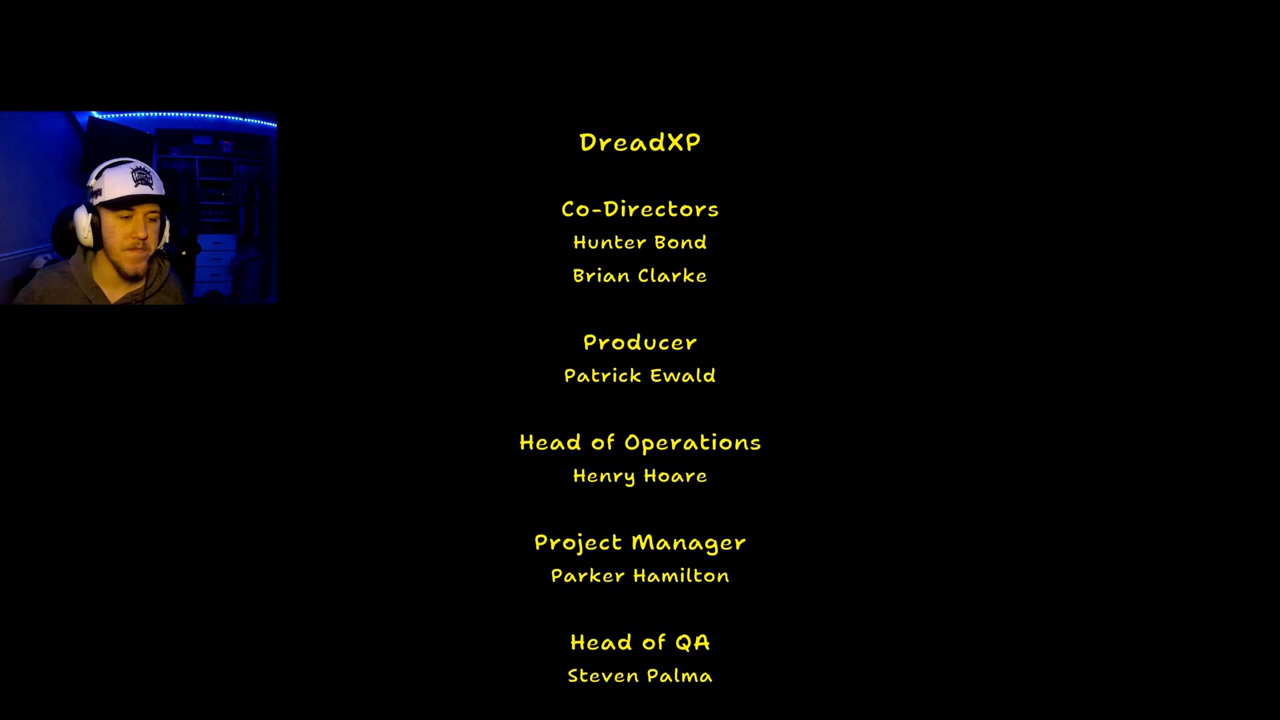 DreadXP
Co-Directors
Hunter Bond
Brian Clarke
Producer
Patrick Ewald
Head of Operations
Henry Hoare
Project Manager
Parker Hamilton
Head of QA
Steven Palma